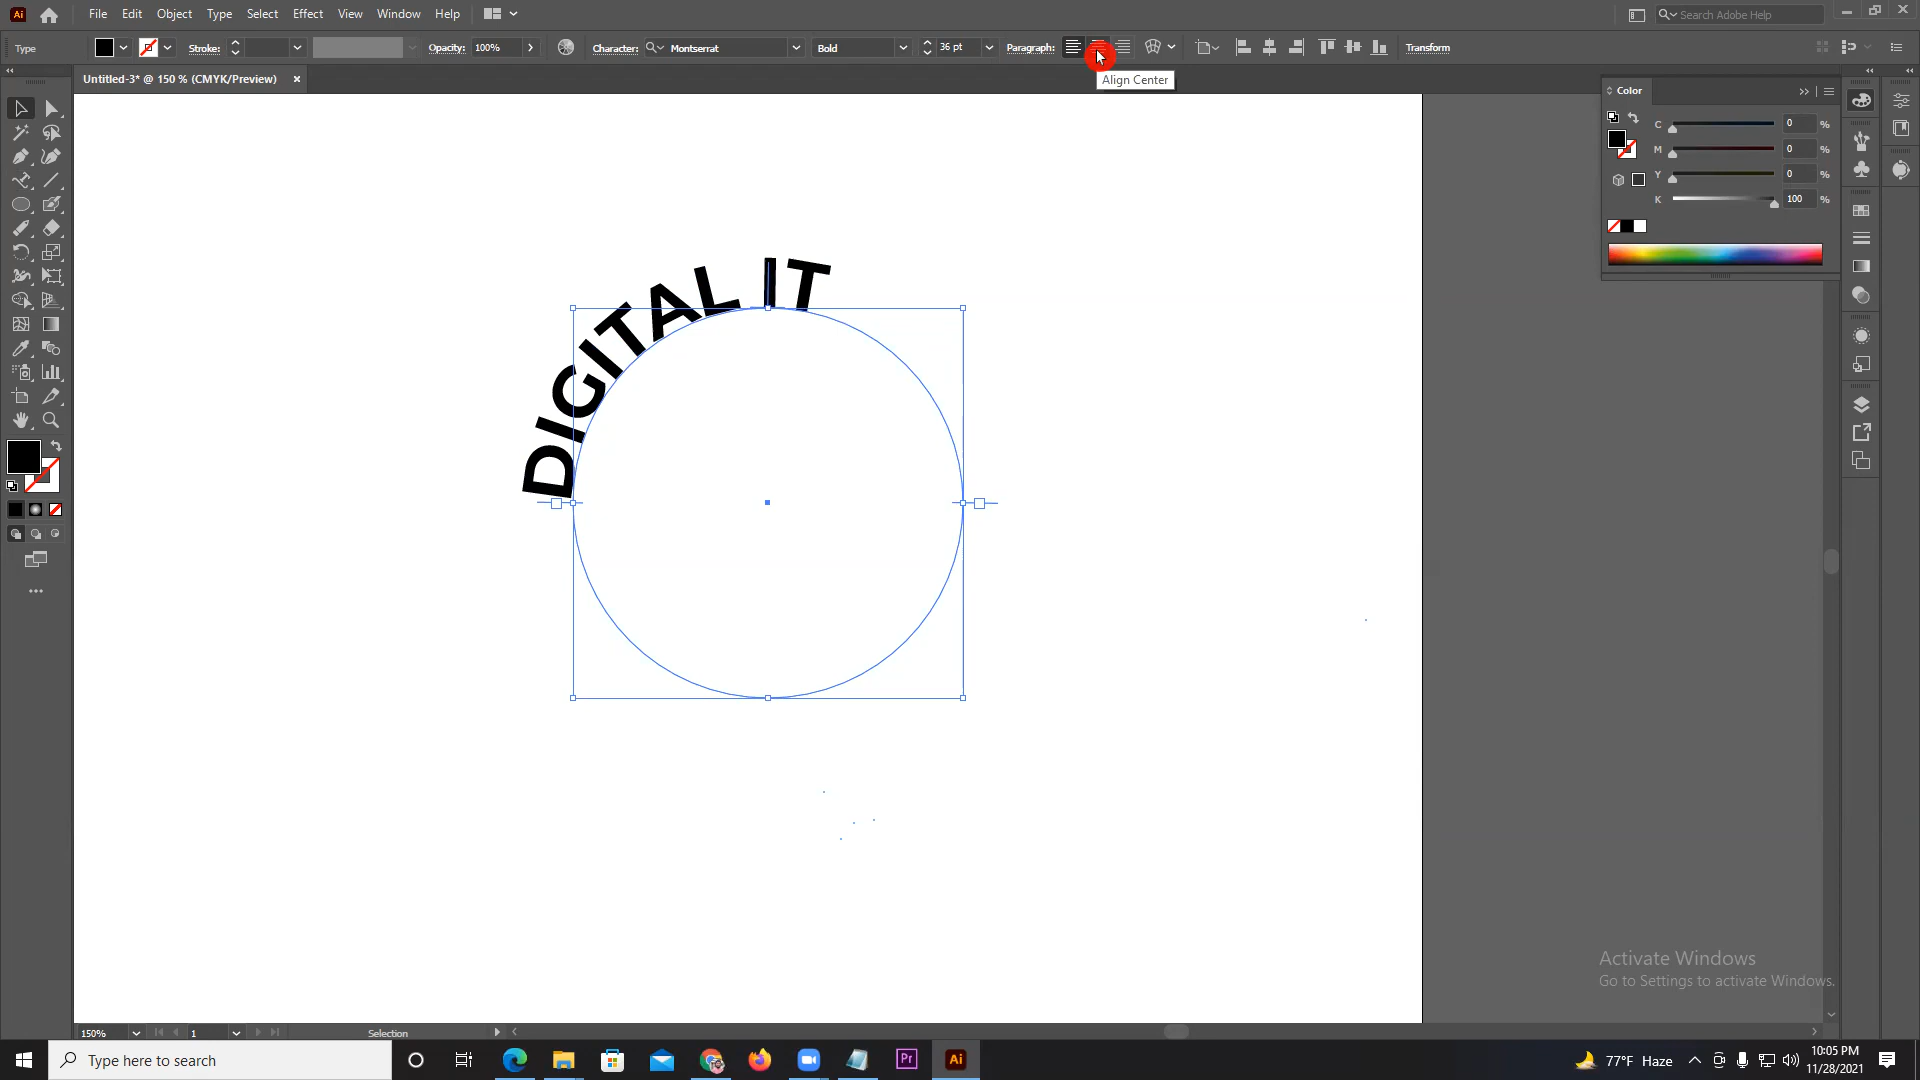 File Edit Object Type Select Effect View Window Help
Search Adobe Help
Type Stroke: Opacity: 100% Character: Montserrat Bold 36 pt Paragraph: Transform
Align Center
Untitled-3* @ 150 % (CMYK/Preview) ×
Color
C 0 %
M 0 %
Y 0 %
K 100 %
DIGITAL IT
Activate Windows
Go to Settings to activate Windows.
150% 1 Selection
Type here to search
Pr
Ai
77°F Haze
10:05 PM
11/28/2021